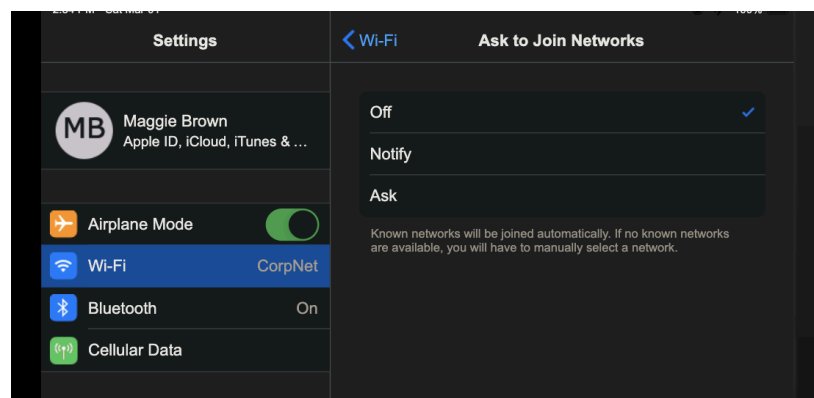 Settings
Wi-Fi
Ask to Join Networks
MB
Maggie Brown
Apple ID, iCloud, iTunes & …
Off
Notify
Ask
Known networks will be joined automatically. If no known networks
are available, you will have to manually select a network.
Airplane Mode
Wi-Fi CorpNet
Bluetooth On
Cellular Data